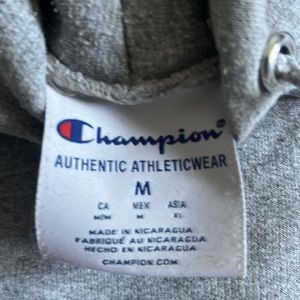 Champion®
AUTHENTIC ATHLETICWEAR
M
CA MEX ASIA
M/M M XL
MADE IN NICARAGUA
FABRIQUÉ AU NICARAGUA
HECHO EN NICARAGUA
CHAMPION.COM